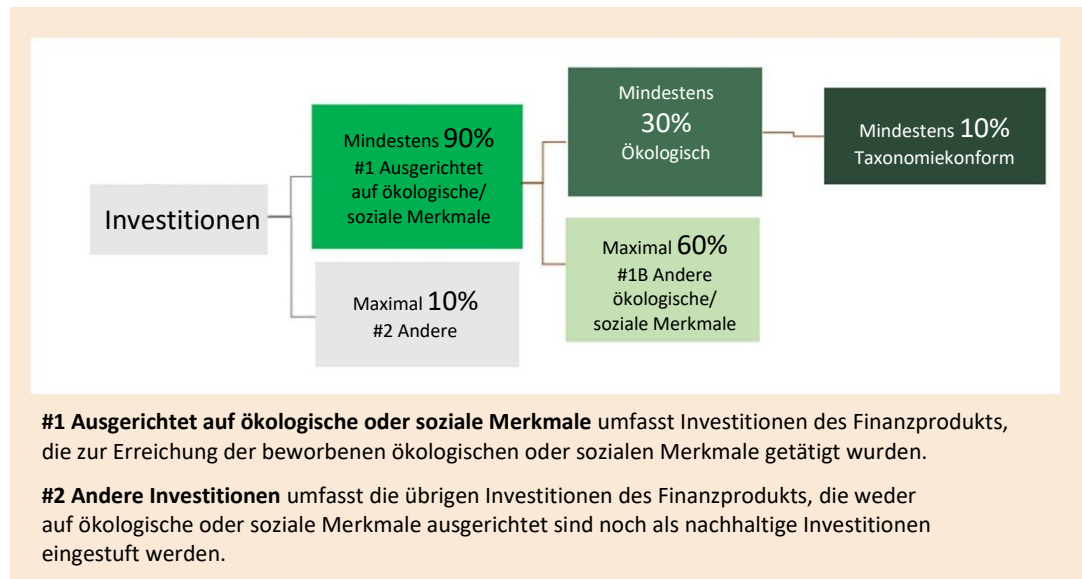 Investitionen
Mindestens 90%
#1 Ausgerichtet
auf ökologische/
soziale Merkmale
Maximal 10%
#2 Andere
Mindestens
30%
Ökologisch
Maximal 60%
#1B Andere
ökologische/
soziale Merkmale
Mindestens 10%
Taxonomiekonform
#1 Ausgerichtet auf ökologische oder soziale Merkmale umfasst Investitionen des Finanzprodukts,
die zur Erreichung der beworbenen ökologischen oder sozialen Merkmale getätigt wurden.
#2 Andere Investitionen umfasst die übrigen Investitionen des Finanzprodukts, die weder
auf ökologische oder soziale Merkmale ausgerichtet sind noch als nachhaltige Investitionen
eingestuft werden.